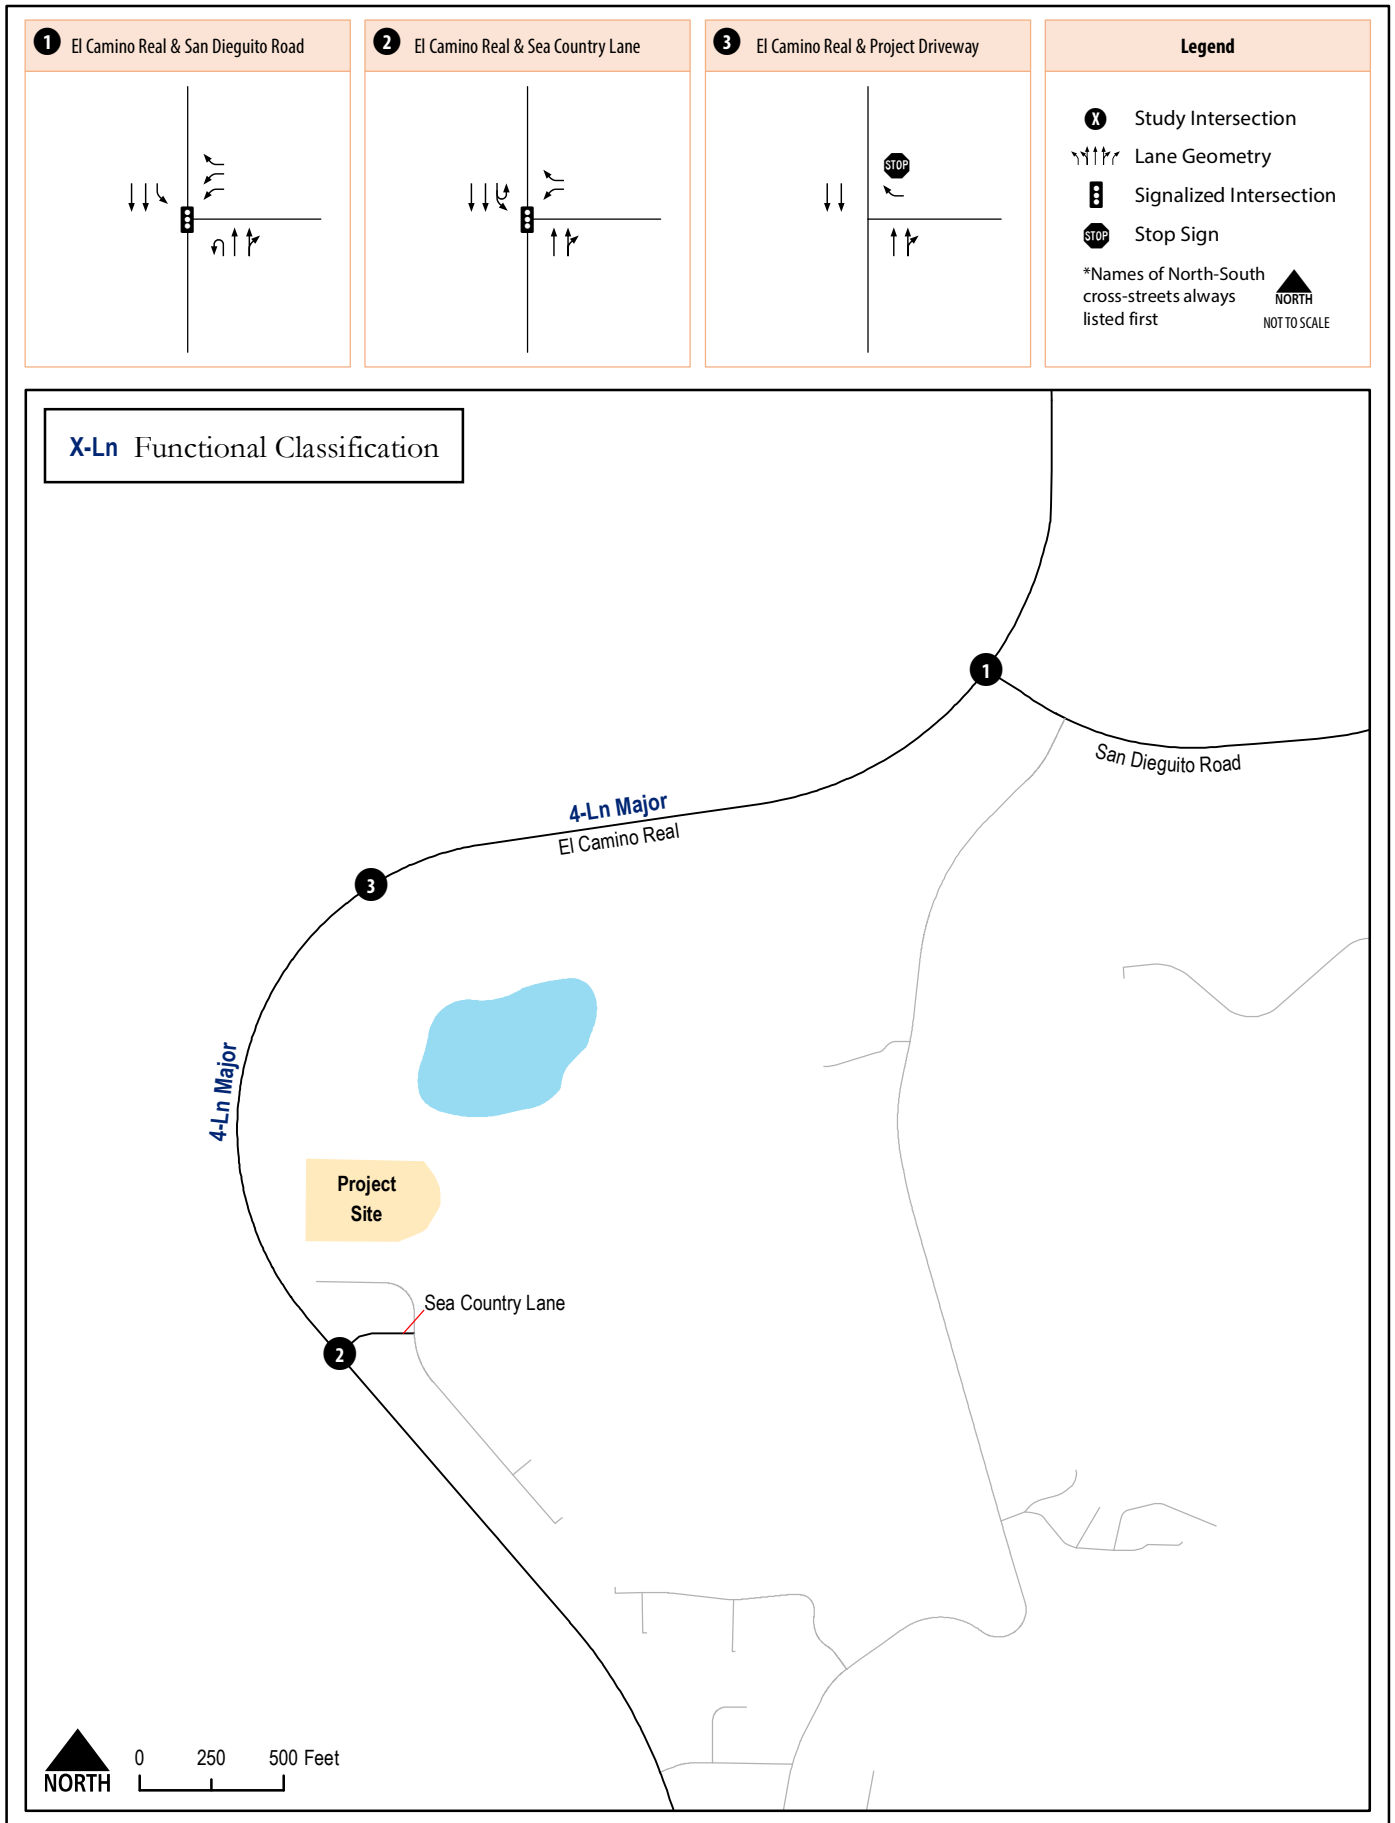 1 El Camino Real & San Dieguito Road
2 El Camino Real & Sea Country Lane
3 El Camino Real & Project Driveway
STOP
Legend
X Study Intersection
Lane Geometry
Signalized Intersection
STOP Stop Sign
*Names of North-South
cross-streets always
listed first
NORTH
NOT TO SCALE
X-Ln Functional Classification
1
San Dieguito Road
4-Ln Major
El Camino Real
3
4-Ln Major
Project
Site
Sea Country Lane
2
NORTH
0 250 500 Feet